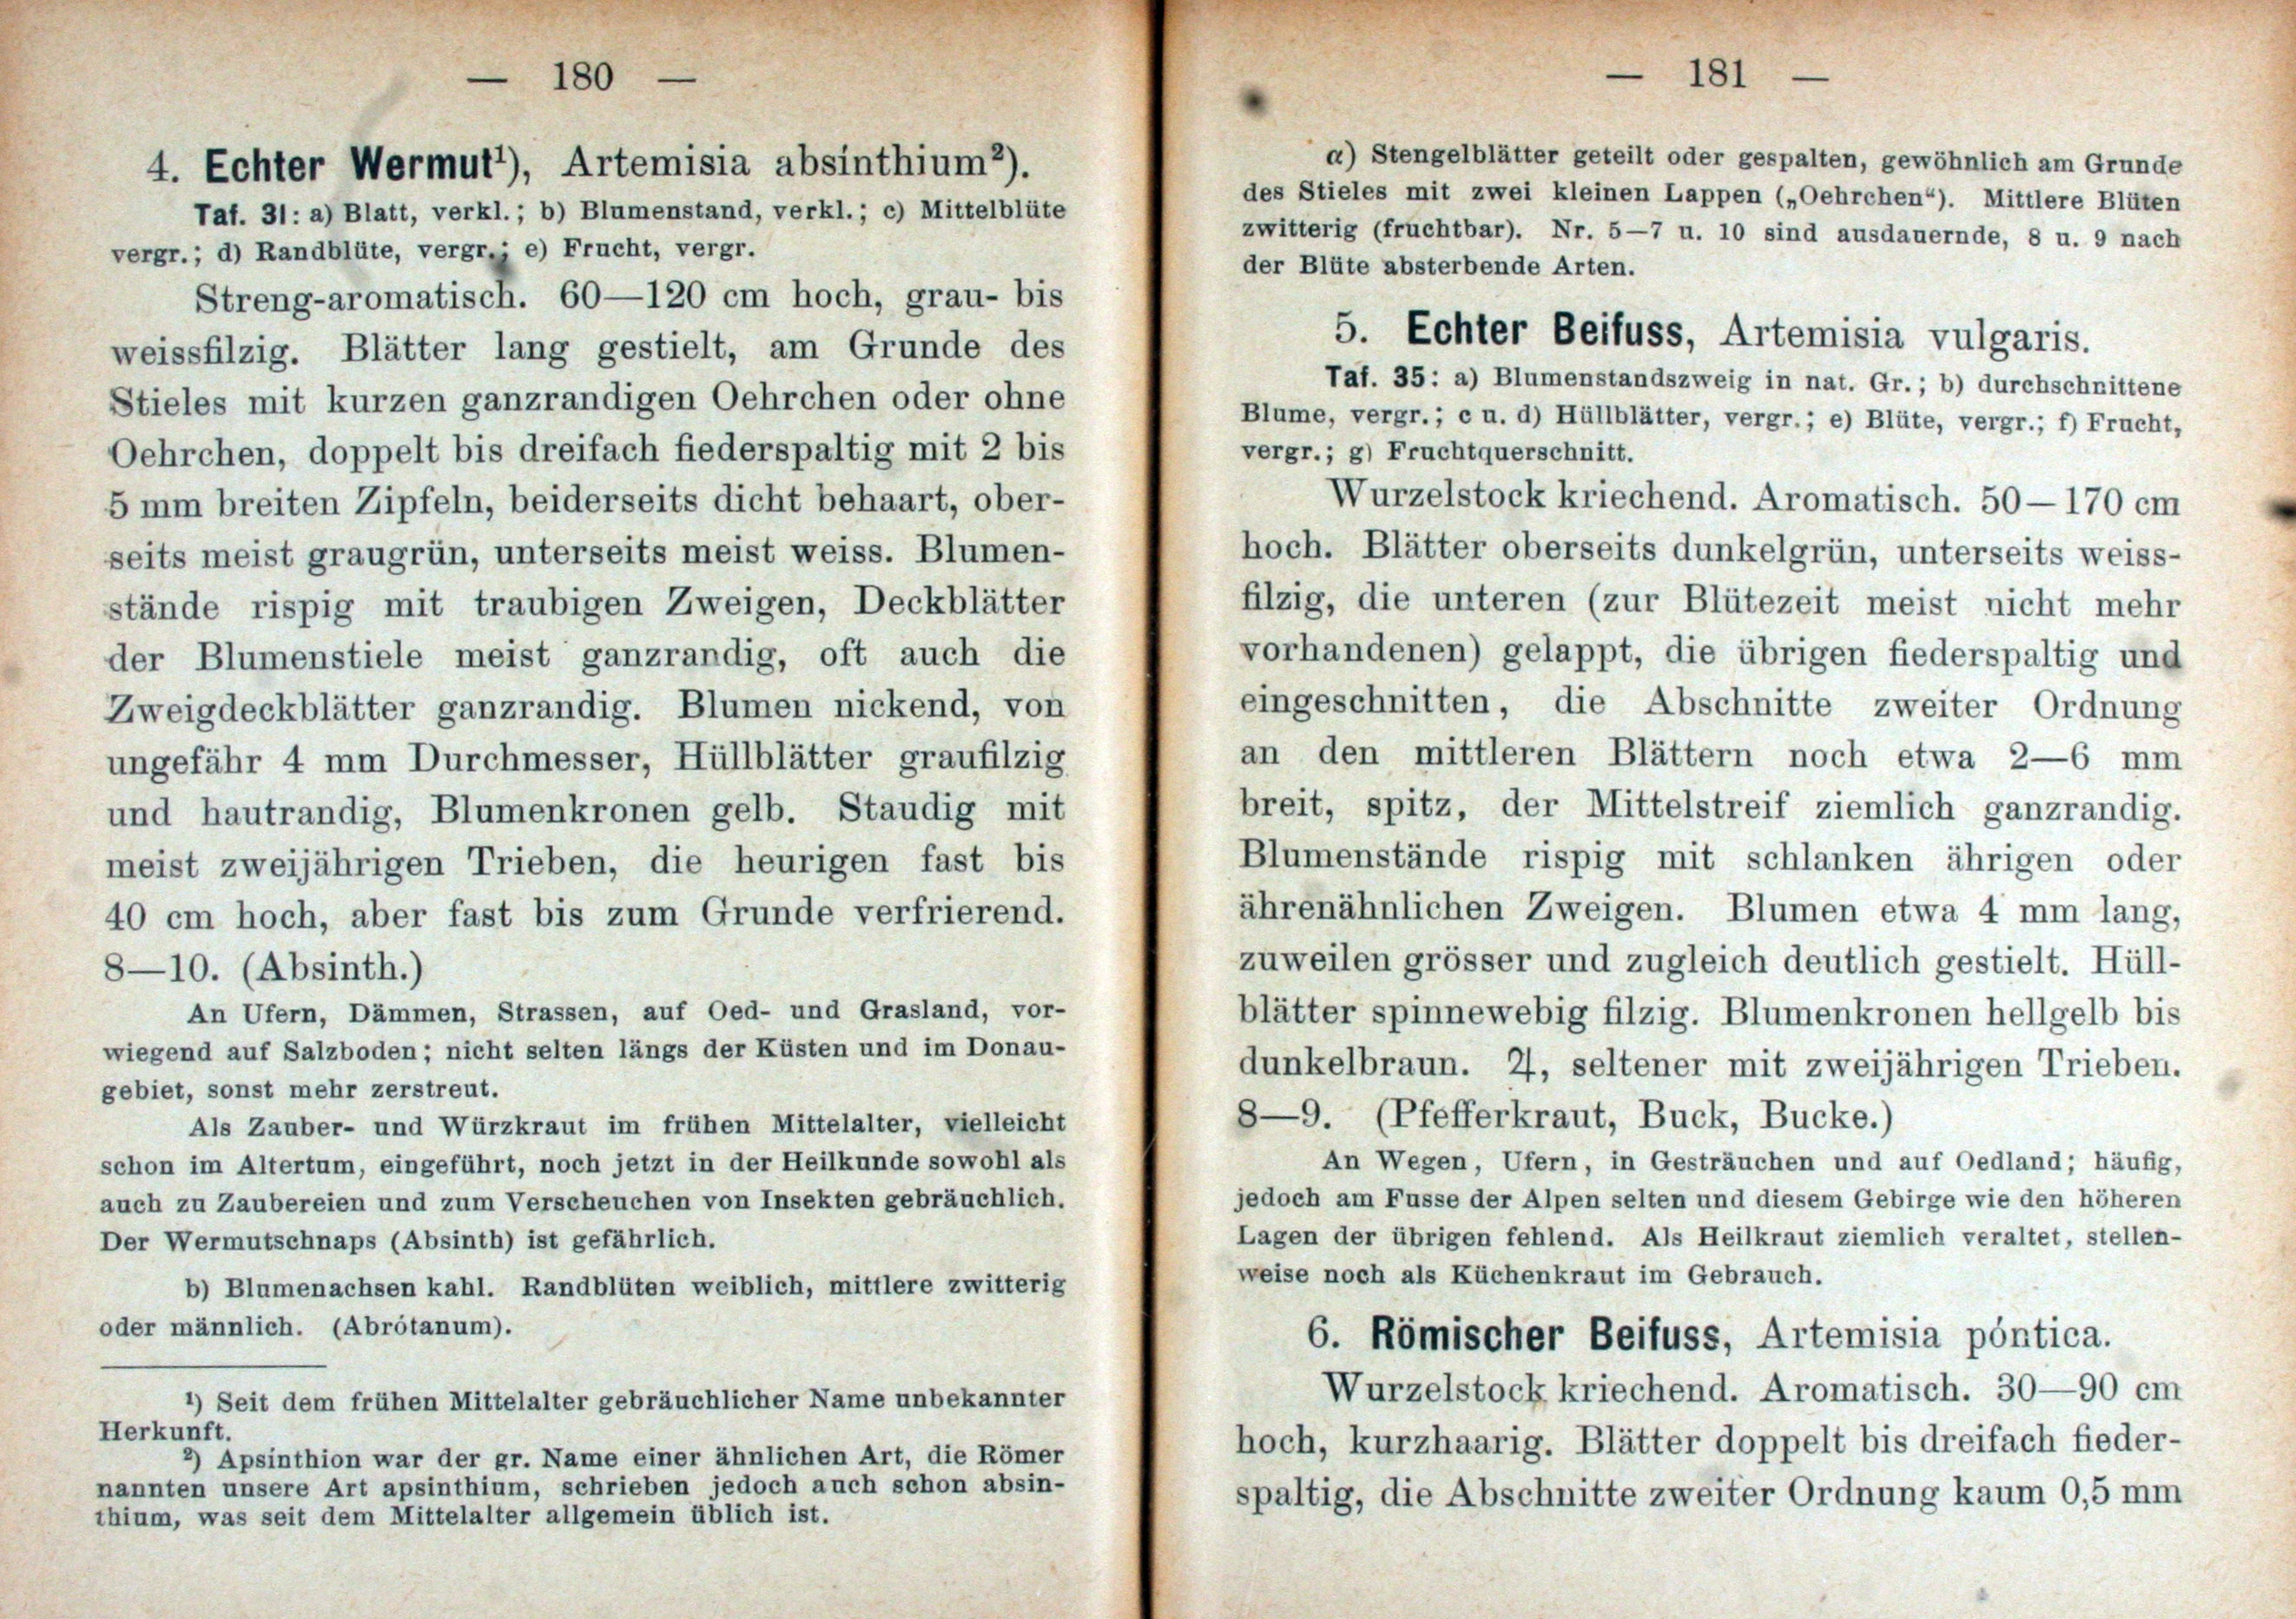 — 180 —
4. Echter Wermut¹), Artemisia absínthium²).
Taf. 31: a) Blatt, verkl.; b) Blumenstand, verkl.; c) Mittelblüte
vergr.; d) Randblüte, vergr.; e) Frucht, vergr.
Streng-aromatisch. 60—120 cm hoch, grau- bis
weissfilzig. Blätter lang gestielt, am Grunde des
Stieles mit kurzen ganzrandigen Oehrchen oder ohne
Oehrchen, doppelt bis dreifach fiederspaltig mit 2 bis
5 mm breiten Zipfeln, beiderseits dicht behaart, ober-
seits meist graugrün, unterseits meist weiss. Blumen-
stände rispig mit traubigen Zweigen, Deckblätter
der Blumenstiele meist ganzrandig, oft auch die
Zweigdeckblätter ganzrandig. Blumen nickend, von
ungefähr 4 mm Durchmesser, Hüllblätter graufilzig
und hautrandig, Blumenkronen gelb. Staudig mit
meist zweijährigen Trieben, die heurigen fast bis
40 cm hoch, aber fast bis zum Grunde verfrierend.
8—10. (Absinth.)
An Ufern, Dämmen, Strassen, auf Oed- und Grasland, vor-
wiegend auf Salzboden; nicht selten längs der Küsten und im Donau-
gebiet, sonst mehr zerstreut.
Als Zauber- und Würzkraut im frühen Mittelalter, vielleicht
schon im Altertum, eingeführt, noch jetzt in der Heilkunde sowohl als
auch zu Zaubereien und zum Verscheuchen von Insekten gebräuchlich.
Der Wermutschnaps (Absinth) ist gefährlich.
b) Blumenachsen kahl. Randblüten weiblich, mittlere zwitterig
oder männlich. (Abrótanum).
¹) Seit dem frühen Mittelalter gebräuchlicher Name unbekannter
Herkunft.
²) Apsinthion war der gr. Name einer ähnlichen Art, die Römer
nannten unsere Art apsinthium, schrieben jedoch auch schon absin-
thium, was seit dem Mittelalter allgemein üblich ist.
— 181 —
α) Stengelblätter geteilt oder gespalten, gewöhnlich am Grunde
des Stieles mit zwei kleinen Lappen („Oehrchen“). Mittlere Blüten
zwitterig (fruchtbar). Nr. 5—7 u. 10 sind ausdauernde, 8 u. 9 nach
der Blüte absterbende Arten.
5. Echter Beifuss, Artemisia vulgaris.
Taf. 35: a) Blumenstandszweig in nat. Gr.; b) durchschnittene
Blume, vergr.; c u. d) Hüllblätter, vergr.; e) Blüte, vergr.; f) Frucht,
vergr.; g) Fruchtquerschnitt.
Wurzelstock kriechend. Aromatisch. 50—170 cm
hoch. Blätter oberseits dunkelgrün, unterseits weiss-
filzig, die unteren (zur Blütezeit meist nicht mehr
vorhandenen) gelappt, die übrigen fiederspaltig und
eingeschnitten, die Abschnitte zweiter Ordnung
an den mittleren Blättern noch etwa 2—6 mm
breit, spitz, der Mittelstreif ziemlich ganzrandig.
Blumenstände rispig mit schlanken ährigen oder
ährenähnlichen Zweigen. Blumen etwa 4 mm lang,
zuweilen grösser und zugleich deutlich gestielt. Hüll-
blätter spinnewebig filzig. Blumenkronen hellgelb bis
dunkelbraun. ♃, seltener mit zweijährigen Trieben.
8—9. (Pfefferkraut, Buck, Bucke.)
An Wegen, Ufern, in Gesträuchen und auf Oedland; häufig,
jedoch am Fusse der Alpen selten und diesem Gebirge wie den höheren
Lagen der übrigen fehlend. Als Heilkraut ziemlich veraltet, stellen-
weise noch als Küchenkraut im Gebrauch.
6. Römischer Beifuss, Artemisia póntica.
Wurzelstock kriechend. Aromatisch. 30—90 cm
hoch, kurzhaarig. Blätter doppelt bis dreifach fieder-
spaltig, die Abschnitte zweiter Ordnung kaum 0,5 mm